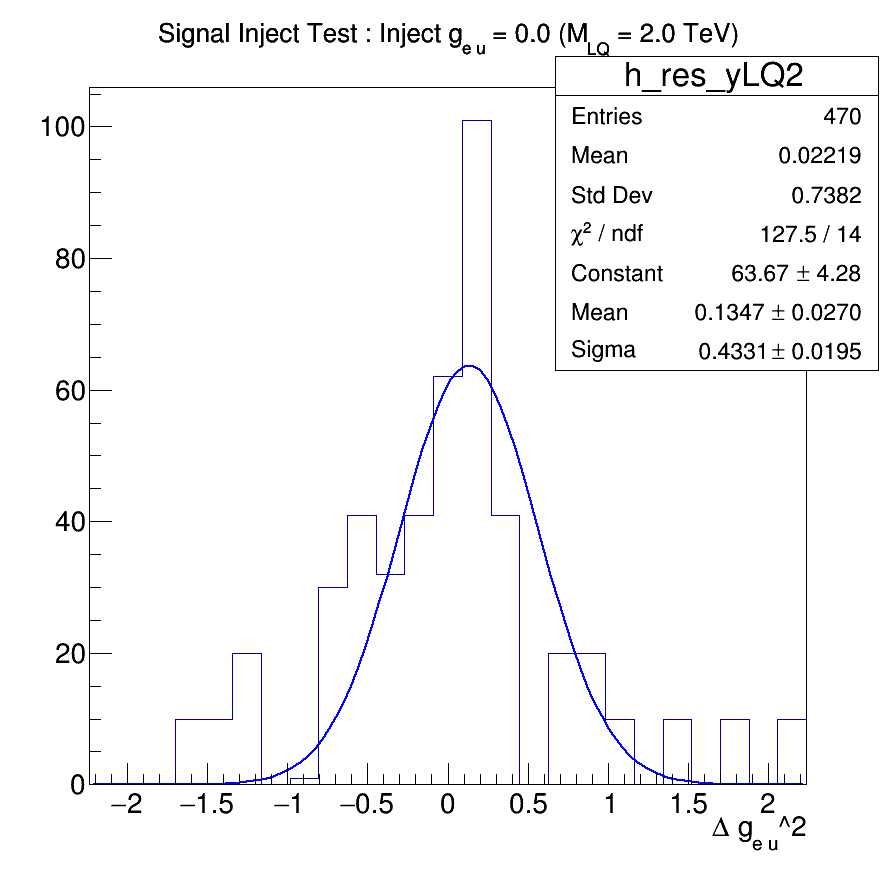 Signal Inject Test : Inject g_e u = 0.0 (M_LQ = 2.0 TeV)
h_res_yLQ2
Entries 470
Mean 0.02219
Std Dev 0.7382
χ² / ndf 127.5 / 14
Constant 63.67 ± 4.28
Mean 0.1347 ± 0.0270
Sigma 0.4331 ± 0.0195
100
80
60
40
20
0
−2 −1.5 −1 −0.5 0 0.5 1 1.5 2
Δ g_e u^2